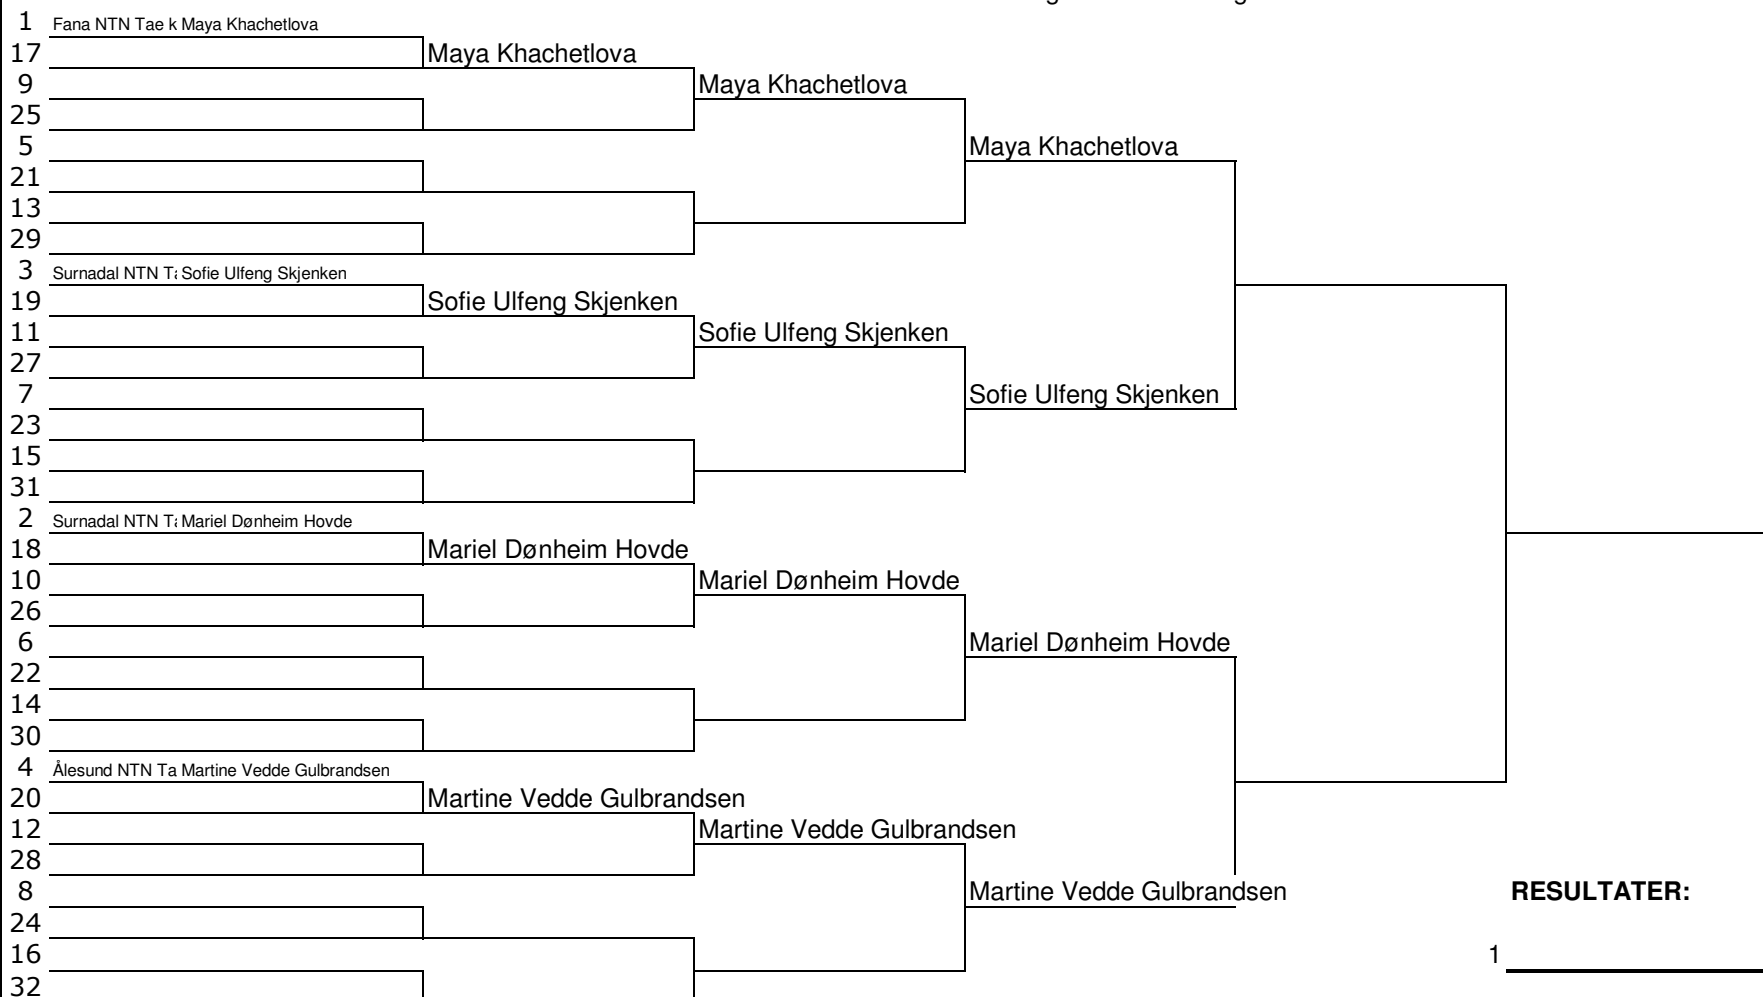 1 Fana NTN Tae k Maya Khachetlova
17 Maya Khachetlova
9 Maya Khachetlova
25
5 Maya Khachetlova
21
13
29
3 Surnadal NTN Ta Sofie Ulfeng Skjenken
19 Sofie Ulfeng Skjenken
11 Sofie Ulfeng Skjenken
27
7 Sofie Ulfeng Skjenken
23
15
31
2 Surnadal NTN Ta Mariel Dønheim Hovde
18 Mariel Dønheim Hovde
10 Mariel Dønheim Hovde
26
6 Mariel Dønheim Hovde
22
14
30
4 Ålesund NTN Ta Martine Vedde Gulbrandsen
20 Martine Vedde Gulbrandsen
12 Martine Vedde Gulbrandsen
28
8 Martine Vedde Gulbrandsen RESULTATER:
24
16 1
32